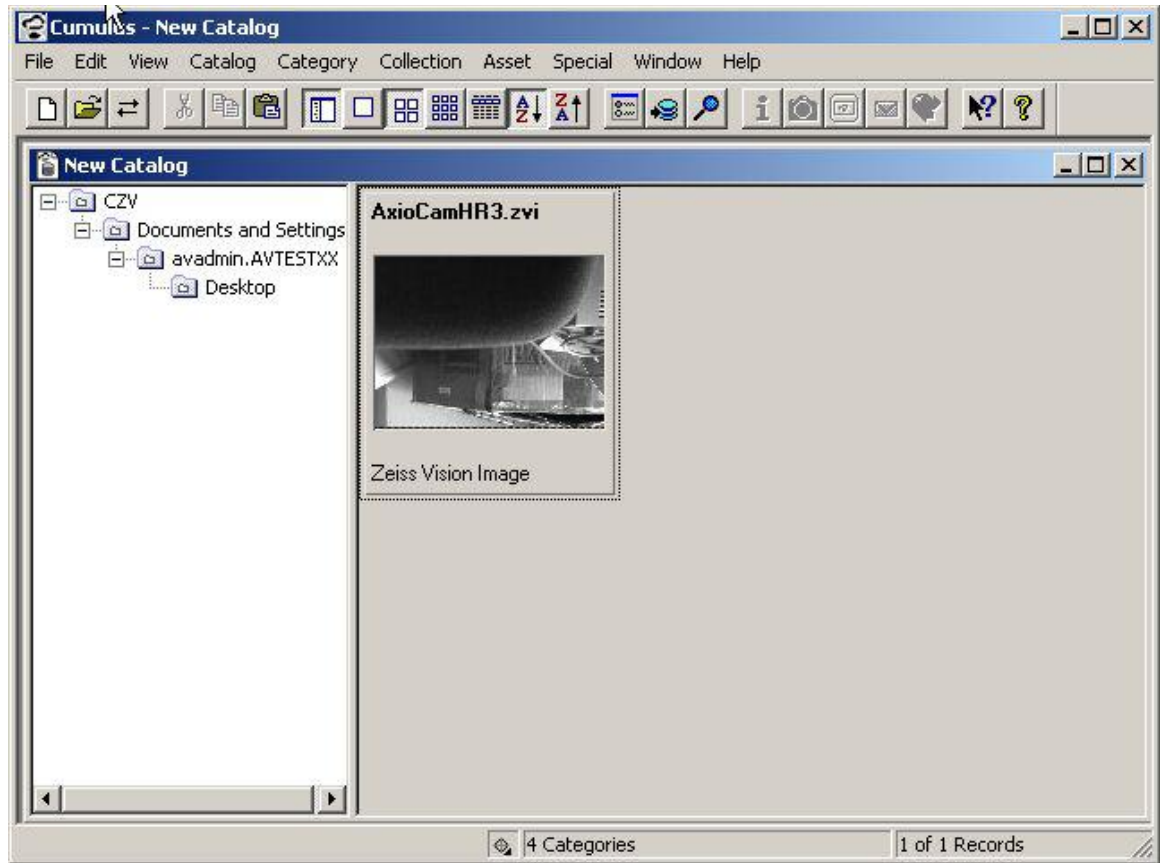 Cumulus - New Catalog
File Edit View Catalog Category Collection Asset Special Window Help
New Catalog
CZV
Documents and Settings
avadmin.AVTESTXX
Desktop
AxioCamHR3.zvi
Zeiss Vision Image
4 Categories
1 of 1 Records